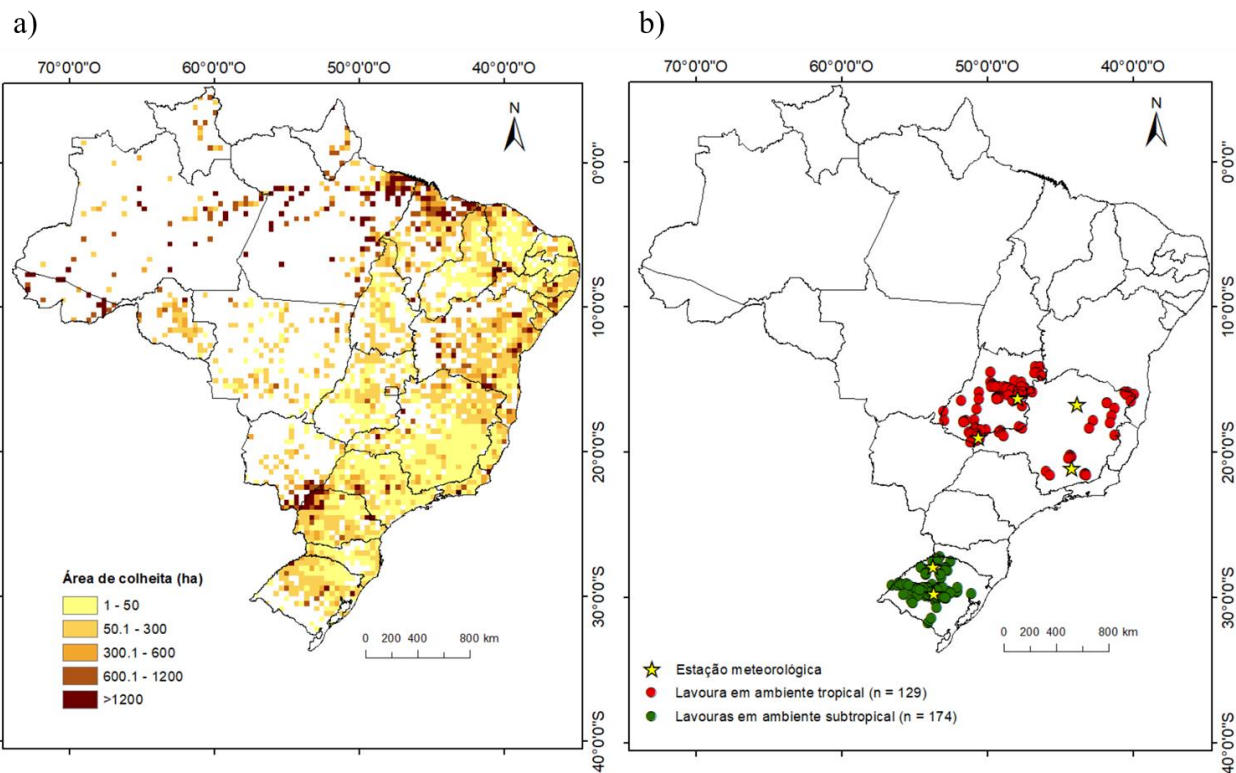 a)
70°0'0"O 60°0'0"O 50°0'0"O 40°0'0"O
N
0°0'0"
10°0'0"S
20°0'0"S
30°0'0"S
40°0'0"S
Área de colheita (ha)
1 - 50
50.1 - 300
300.1 - 600
600.1 - 1200
>1200
0 200 400 800 km
b)
70°0'0"O 60°0'0"O 50°0'0"O 40°0'0"O
N
0°0'0"
10°0'0"S
20°0'0"S
30°0'0"S
40°0'0"S
0 200 400 800 km
Estação meteorológica
Lavoura em ambiente tropical (n = 129)
Lavouras em ambiente subtropical (n = 174)